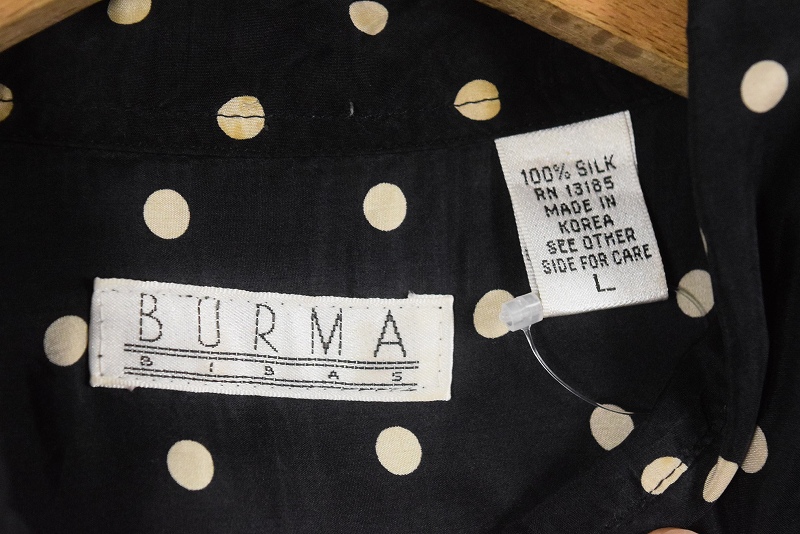 BURMA
BIBAS
100% SILK
RN 13185
MADE IN
KOREA
SEE OTHER
SIDE FOR CARE
L